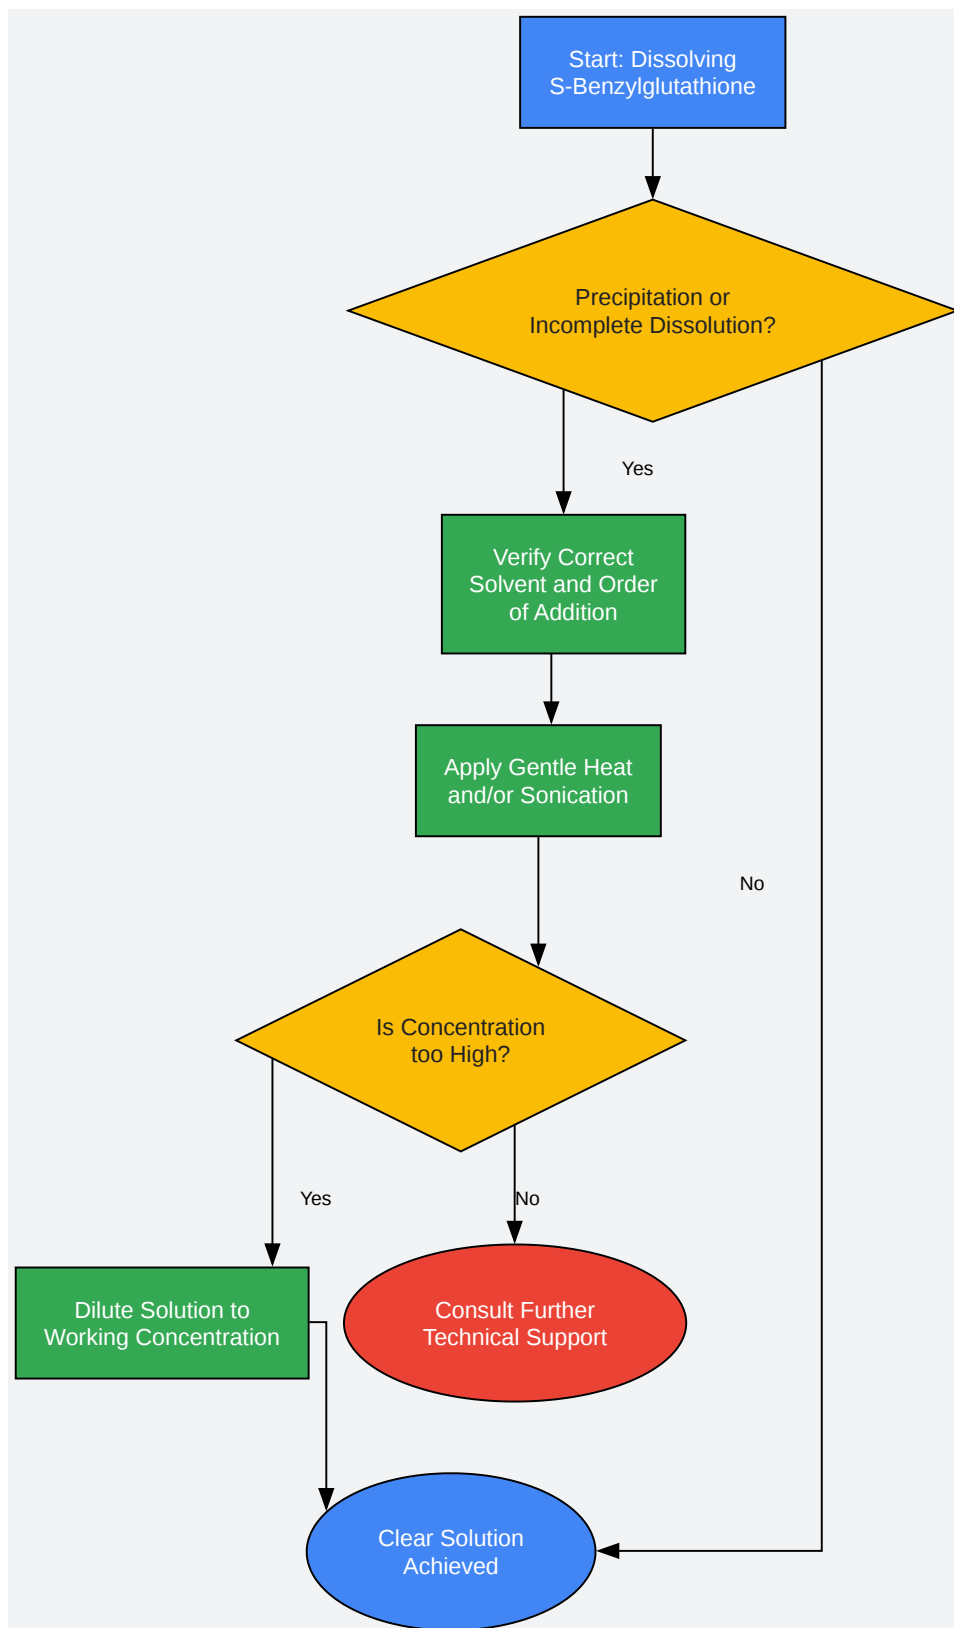 Start: Dissolving
S-Benzylglutathione
Precipitation or
Incomplete Dissolution?
Yes
Verify Correct
Solvent and Order
of Addition
Apply Gentle Heat
and/or Sonication
No
Is Concentration
too High?
Yes
No
Dilute Solution to
Working Concentration
Consult Further
Technical Support
Clear Solution
Achieved